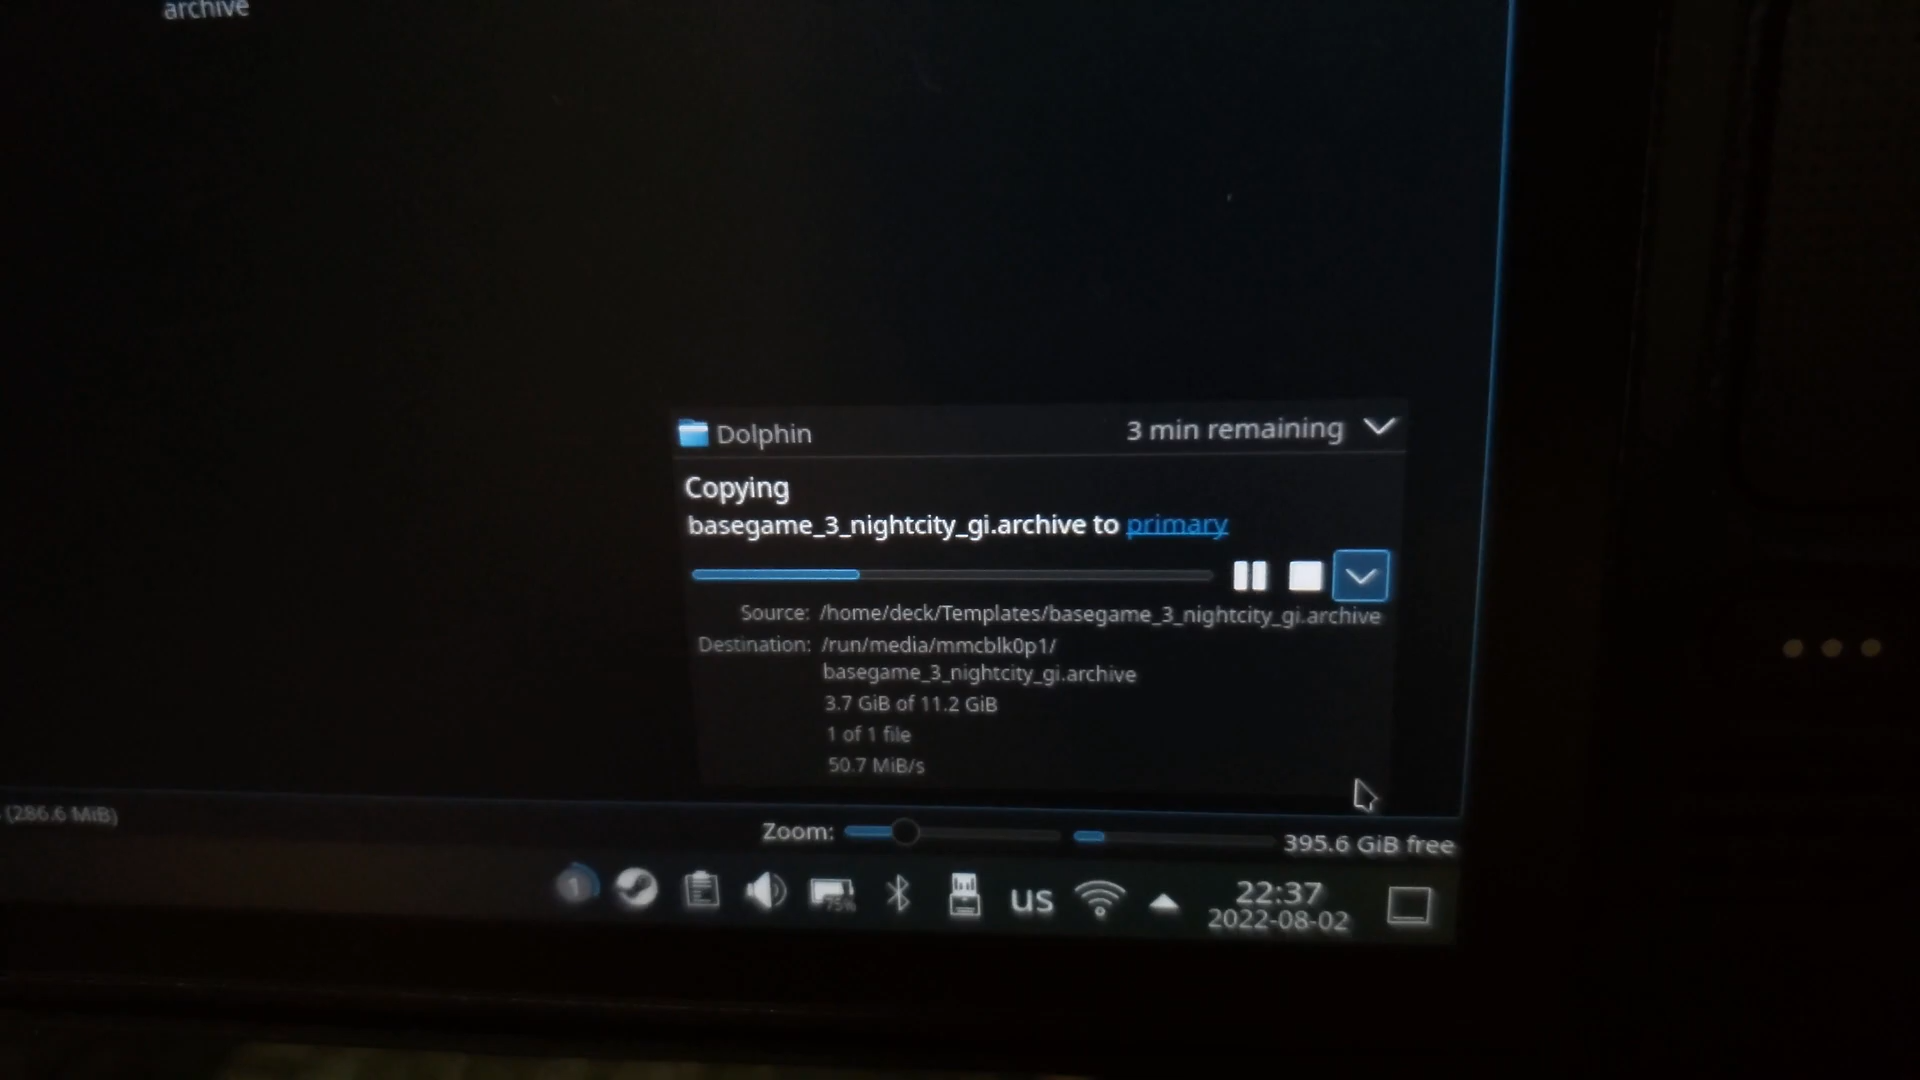 archive
Dolphin
3 min remaining
Copying
basegame_3_nightcity_gi.archive to primary
Source: /home/deck/Templates/basegame_3_nightcity_gi.archive
Destination: /run/media/mmcblk0p1/
basegame_3_nightcity_gi.archive
3.7 GiB of 11.2 GiB
1 of 1 file
50.7 MiB/s
(286.6 MiB)
Zoom:
395.6 GiB free
1
75%
US
22:37
2022-08-02